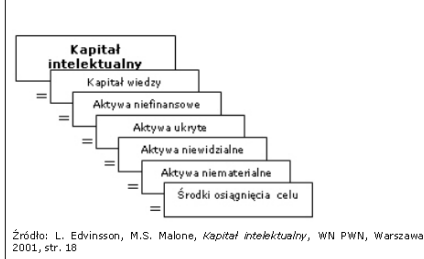 Kapitał
intelektualny
=
Kapitał wiedzy
=
Aktywa niefinansowe
=
Aktywa ukryte
=
Aktywa niewidzialne
=
Aktywa niematerialne
=
Środki osiągnięcia celu
Źródło: L. Edvinsson, M.S. Malone, Kapitał intelektualny, WN PWN, Warszawa
2001, str. 18